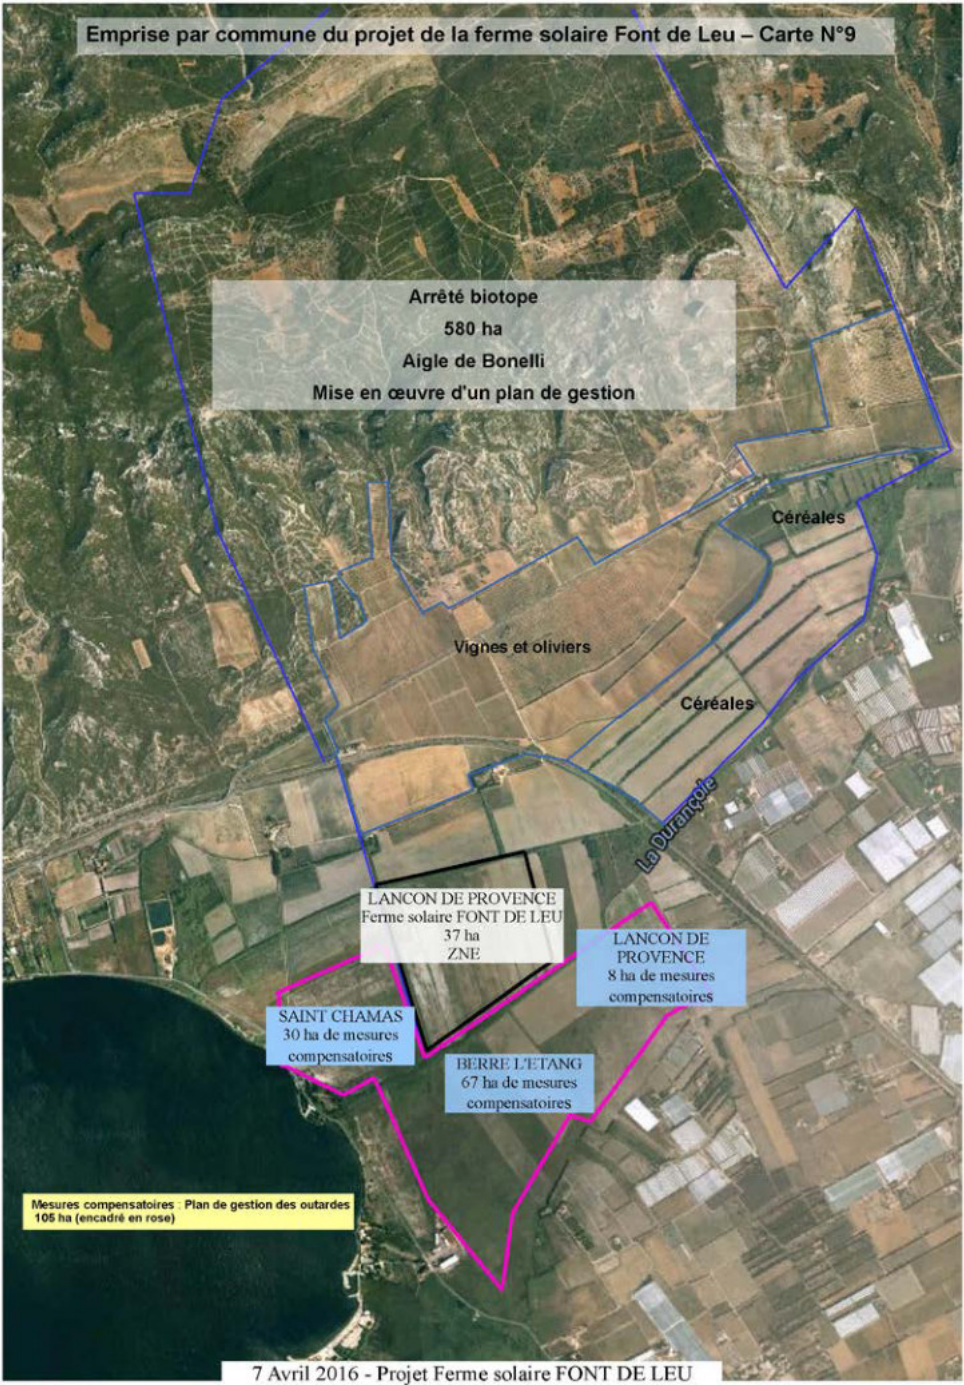 Emprise par commune du projet de la ferme solaire Font de Leu – Carte N°9
Arrêté biotope
580 ha
Aigle de Bonelli
Mise en œuvre d'un plan de gestion
Céréales
Vignes et oliviers
Céréales
La Durançole
LANCON DE PROVENCE
Ferme solaire FONT DE LEU
37 ha
ZNE
LANCON DE
PROVENCE
8 ha de mesures
compensatoires
SAINT CHAMAS
30 ha de mesures
compensatoires
BERRE L'ETANG
67 ha de mesures
compensatoires
Mesures compensatoires : Plan de gestion des outardes
105 ha (encadré en rose)
7 Avril 2016 - Projet Ferme solaire FONT DE LEU